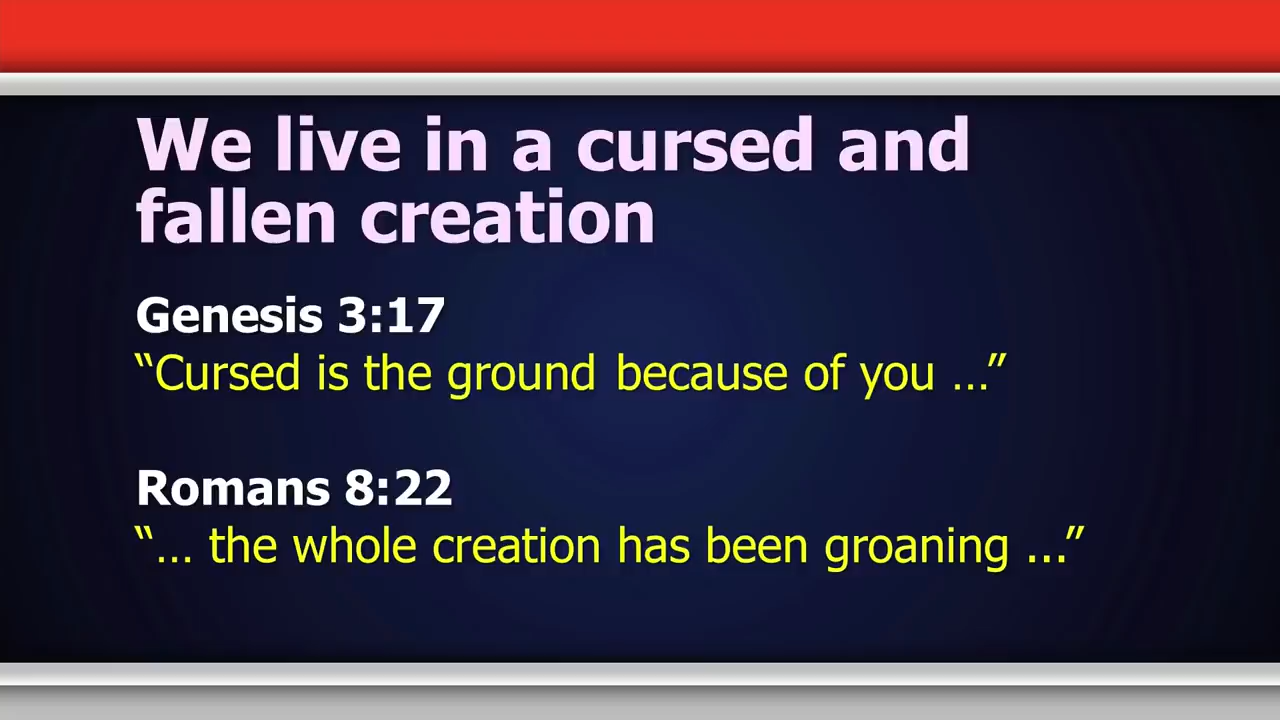 We live in a cursed and
fallen creation
Genesis 3:17
“Cursed is the ground because of you …”
Romans 8:22
“… the whole creation has been groaning ...”